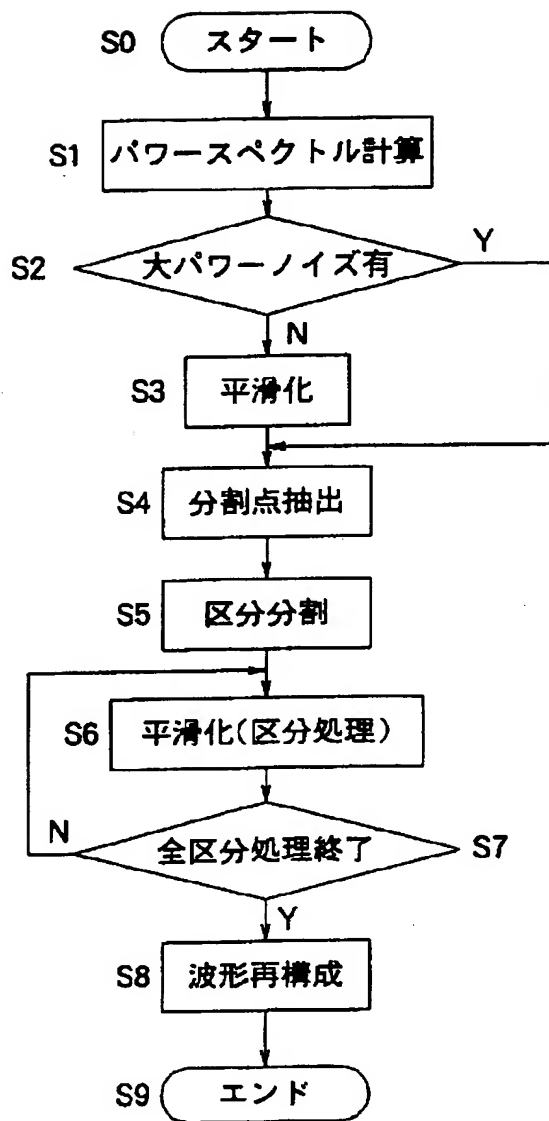 S0 スタート
S1 パワースペクトル計算
S2 大パワーノイズ有 Y
N
S3 平滑化
S4 分割点抽出
S5 区分分割
S6 平滑化(区分処理)
N 全区分処理終了 S7
Y
S8 波形再構成
S9 エンド